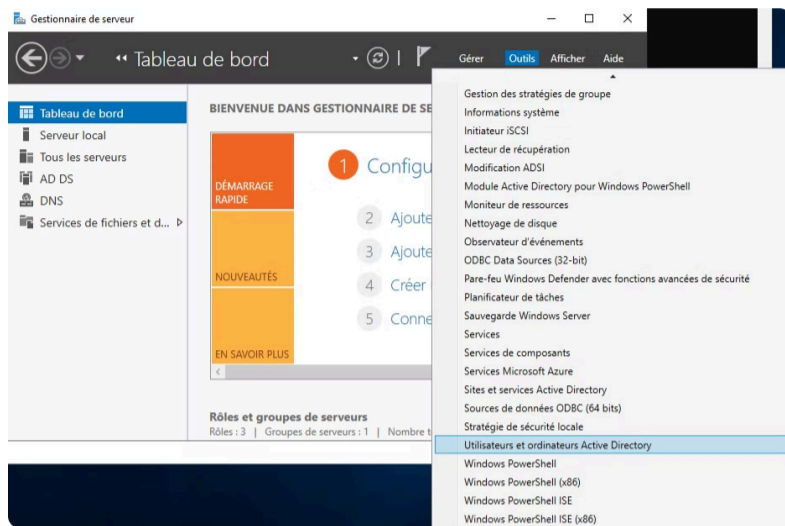 Gestionnaire de serveur
Tableau de bord
Gérer Outils Afficher Aide
Tableau de bord
Serveur local
Tous les serveurs
AD DS
DNS
Services de fichiers et d...
BIENVENUE DANS GESTIONNAIRE DE SE
DÉMARRAGE
RAPIDE
NOUVEAUTÉS
EN SAVOIR PLUS
1 Configu
2 Ajoute
3 Ajoute
4 Créer
5 Conne
Rôles et groupes de serveurs
Rôles : 3 | Groupes de serveurs : 1 | Nombre t
Gestion des stratégies de groupe
Informations système
Initiateur iSCSI
Lecteur de récupération
Modification ADSI
Module Active Directory pour Windows PowerShell
Moniteur de ressources
Nettoyage de disque
Observateur d'événements
ODBC Data Sources (32-bit)
Pare-feu Windows Defender avec fonctions avancées de sécurité
Planificateur de tâches
Sauvegarde Windows Server
Services
Services de composants
Services Microsoft Azure
Sites et services Active Directory
Sources de données ODBC (64 bits)
Stratégie de sécurité locale
Utilisateurs et ordinateurs Active Directory
Windows PowerShell
Windows PowerShell (x86)
Windows PowerShell ISE
Windows PowerShell ISE (x86)